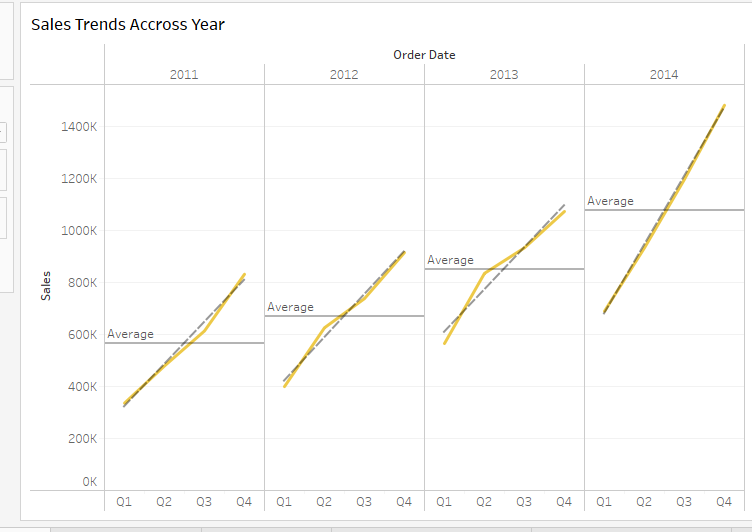 Sales Trends Accross Year
Order Date
2011 2012 2013 2014
Sales
1400K
1200K
1000K
800K
600K
400K
200K
0K
Average
Average
Average
Average
Q1 Q2 Q3 Q4 Q1 Q2 Q3 Q4 Q1 Q2 Q3 Q4 Q1 Q2 Q3 Q4